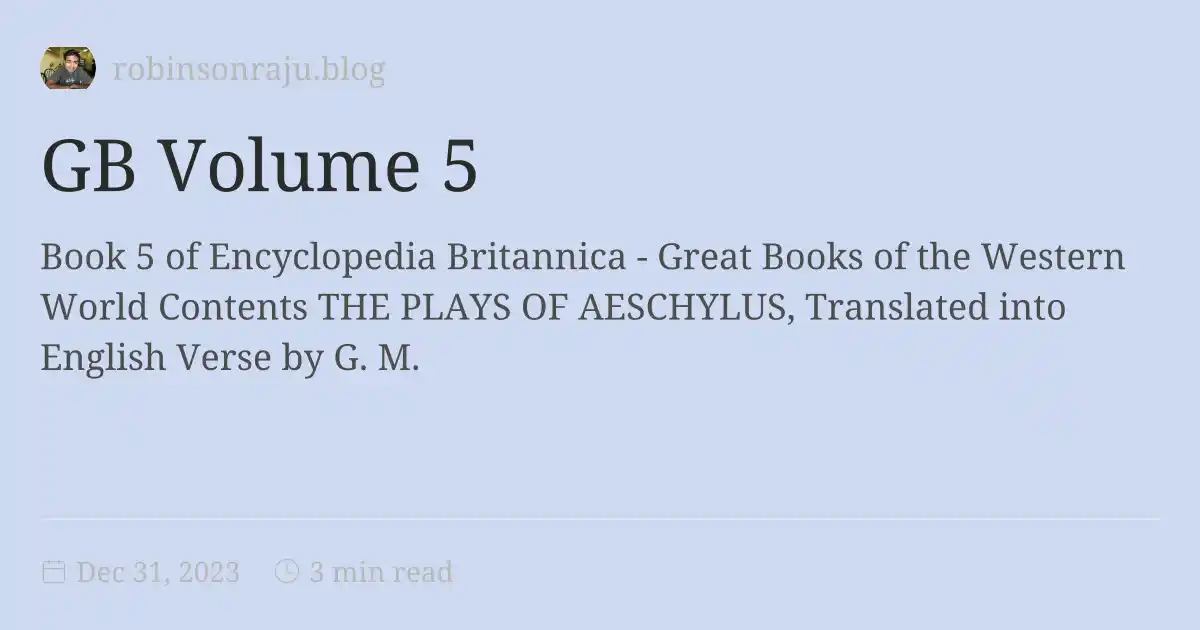 robinsonraju.blog
GB Volume 5
Book 5 of Encyclopedia Britannica - Great Books of the Western
World Contents THE PLAYS OF AESCHYLUS, Translated into
English Verse by G. M.
Dec 31, 2023 3 min read